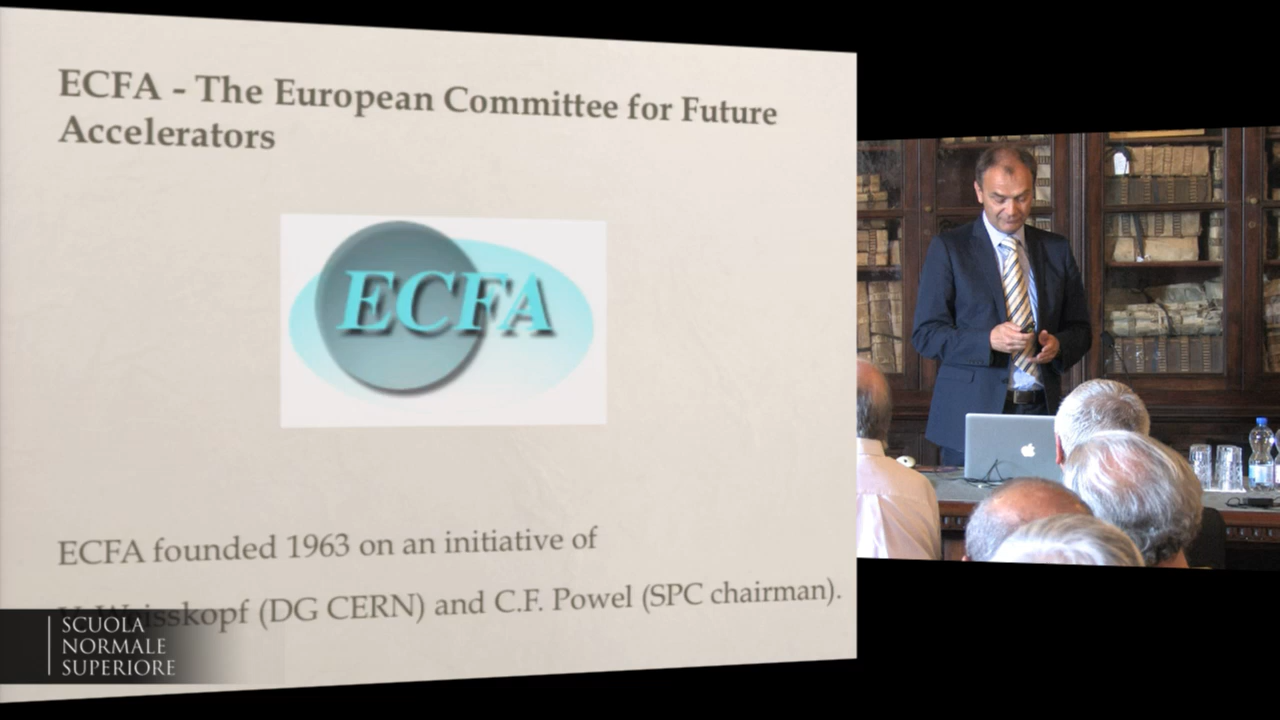 ECFA - The European Committee for Future
Accelerators
ECFA
ECFA founded 1963 on an initiative of
V. Weisskopf (DG CERN) and C.F. Powel (SPC chairman).
SCUOLA
NORMALE
SUPERIORE